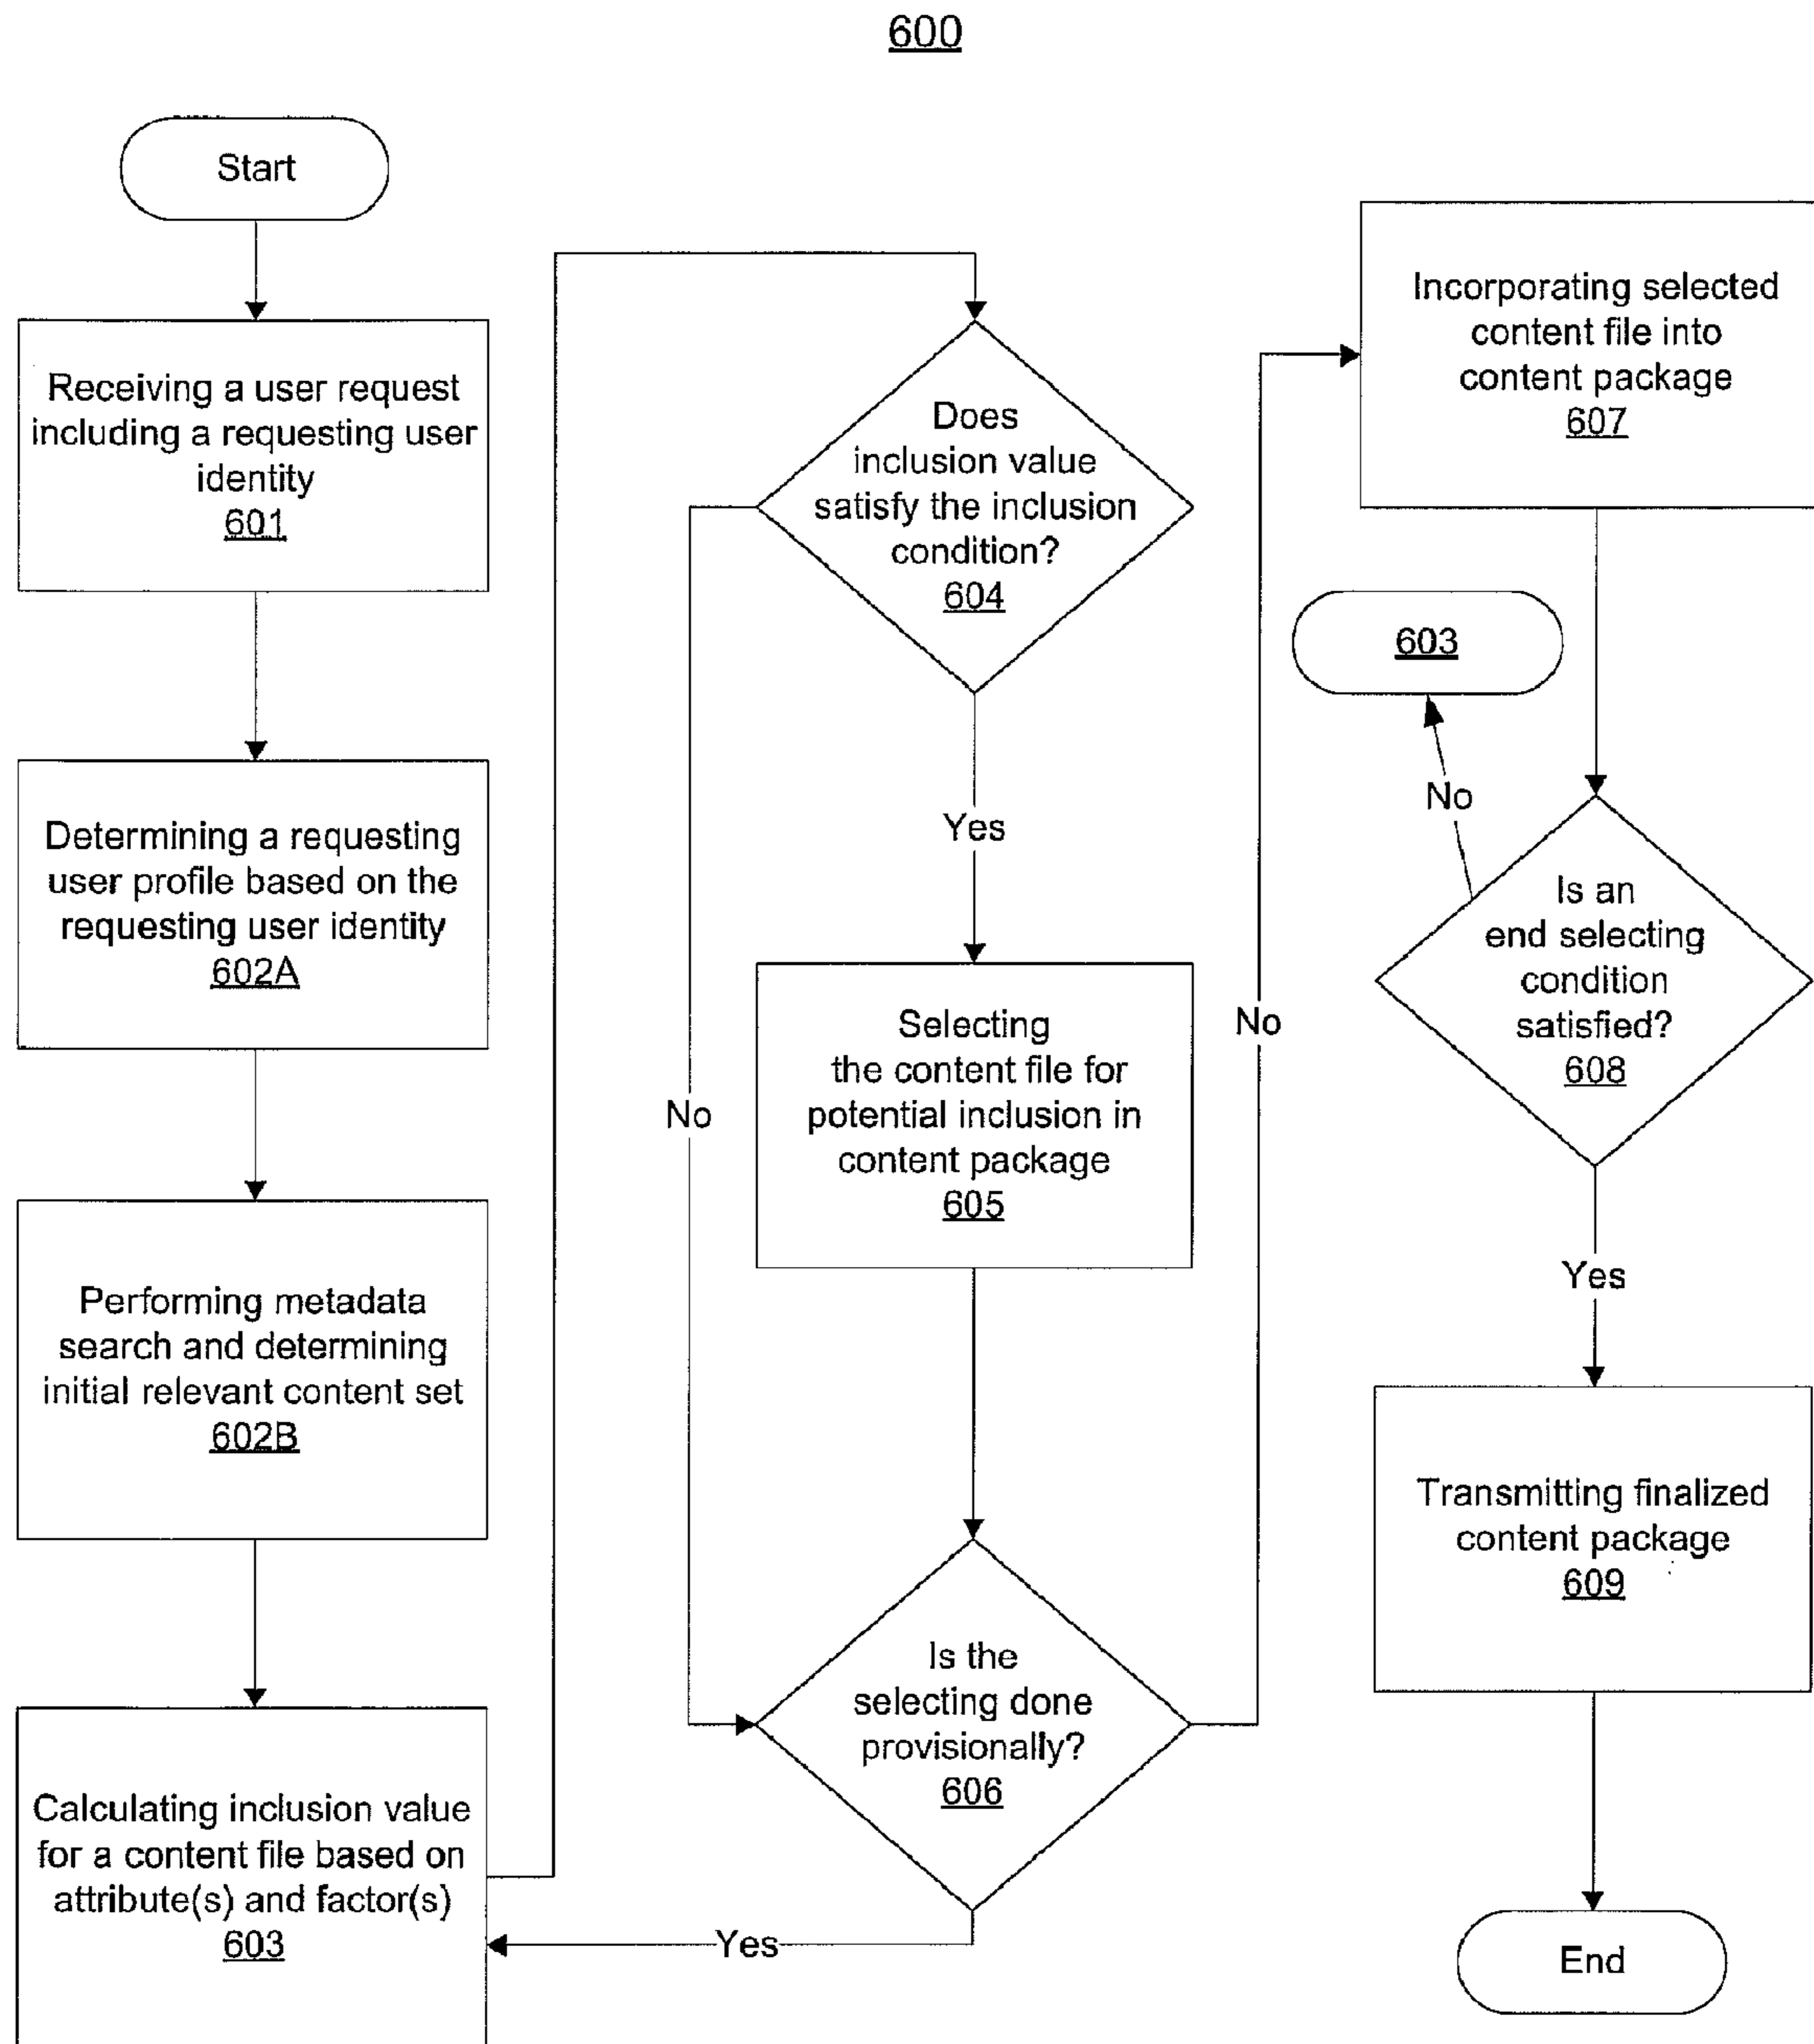 600
Start
Receiving a user request
including a requesting user
identity
601
Determining a requesting
user profile based on the
requesting user identity
602A
Performing metadata
search and determining
initial relevant content set
602B
Calculating inclusion value
for a content file based on
attribute(s) and factor(s)
603
Does
inclusion value
satisfy the inclusion
condition?
604
No
Yes
Selecting
the content file for
potential inclusion in
content package
605
Is the
selecting done
provisionally?
606
Yes
No
Incorporating selected
content file into
content package
607
603
No
Is an
end selecting
condition
satisfied?
608
Yes
Transmitting finalized
content package
609
End